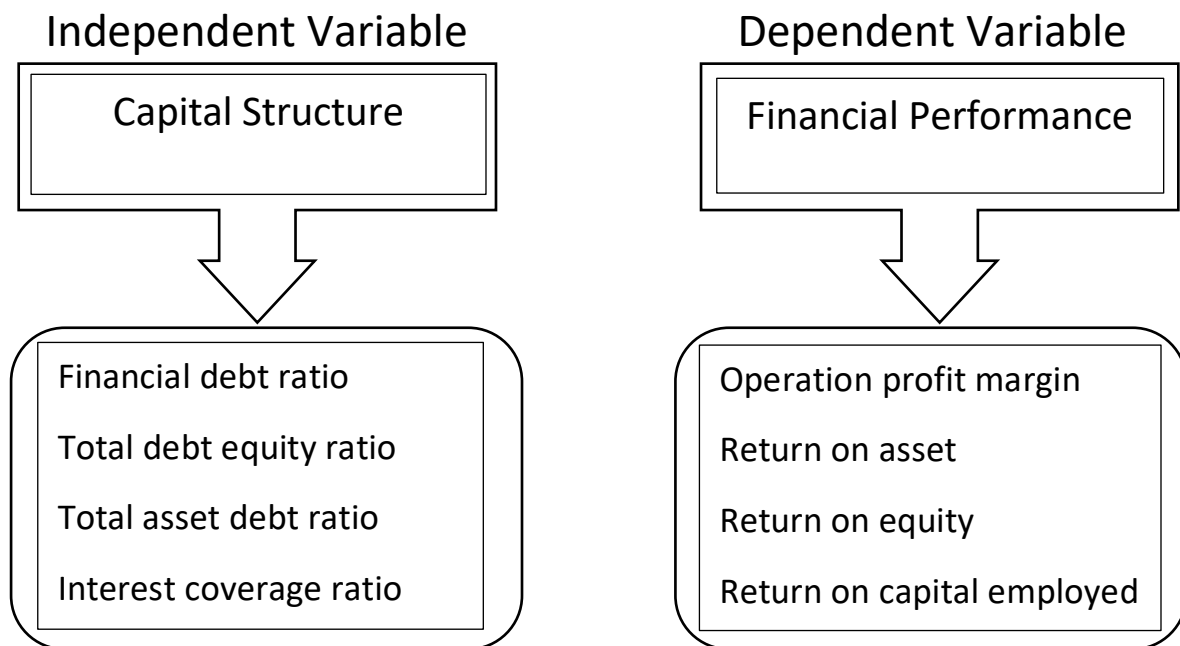 Independent Variable
Capital Structure
Financial debt ratio
Total debt equity ratio
Total asset debt ratio
Interest coverage ratio
Dependent Variable
Financial Performance
Operation profit margin
Return on asset
Return on equity
Return on capital employed